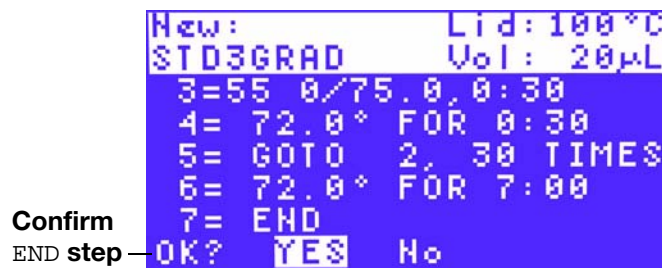 New: Lid:100°C
STD3GRAD Vol: 20µL
3=55 0/75.0,0:30
4= 72.0° FOR 0:30
5= GOTO 2, 30 TIMES
6= 72.0° FOR 7:00
7= END
OK? YES No
Confirm
END step